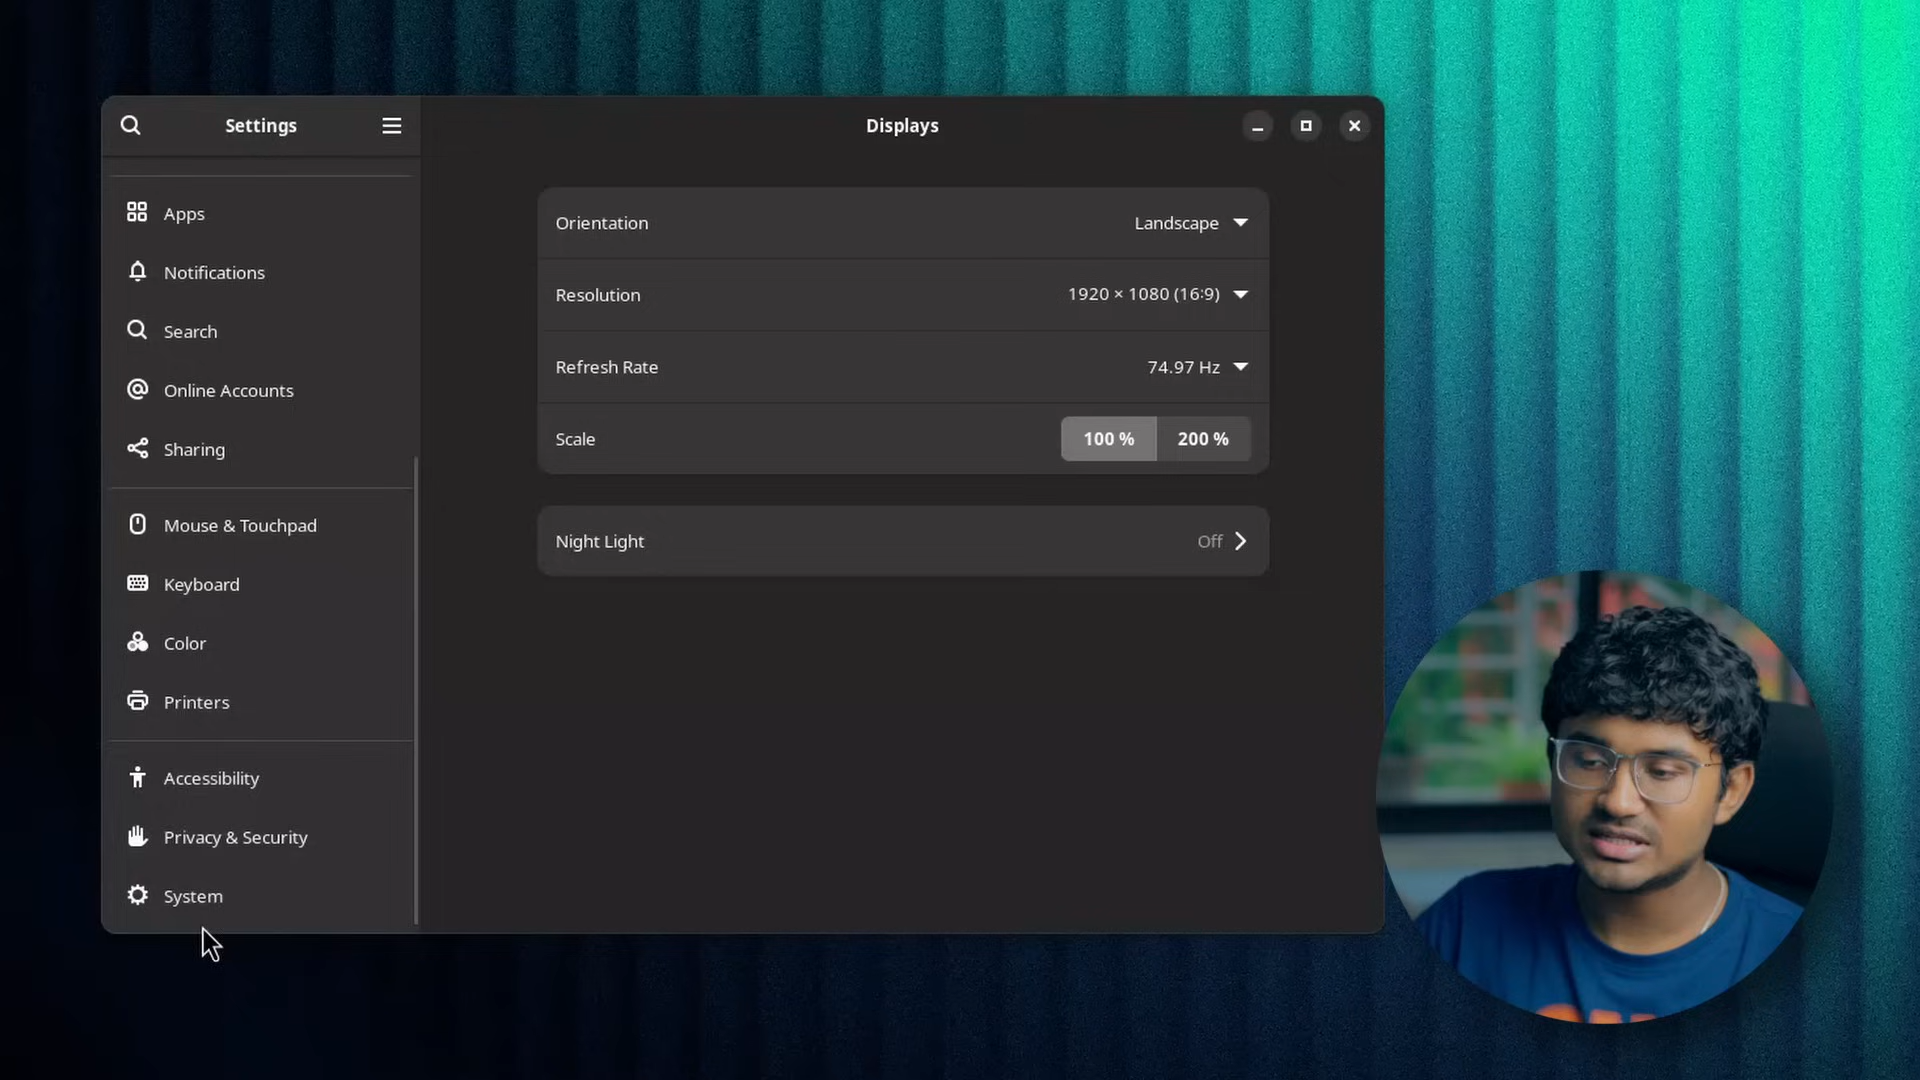 Settings
Displays
Apps
Notifications
Search
Online Accounts
Sharing
Mouse & Touchpad
Keyboard
Color
Printers
Accessibility
Privacy & Security
System
Orientation Landscape
Resolution 1920 × 1080 (16:9)
Refresh Rate 74.97 Hz
Scale 100 % 200 %
Night Light Off